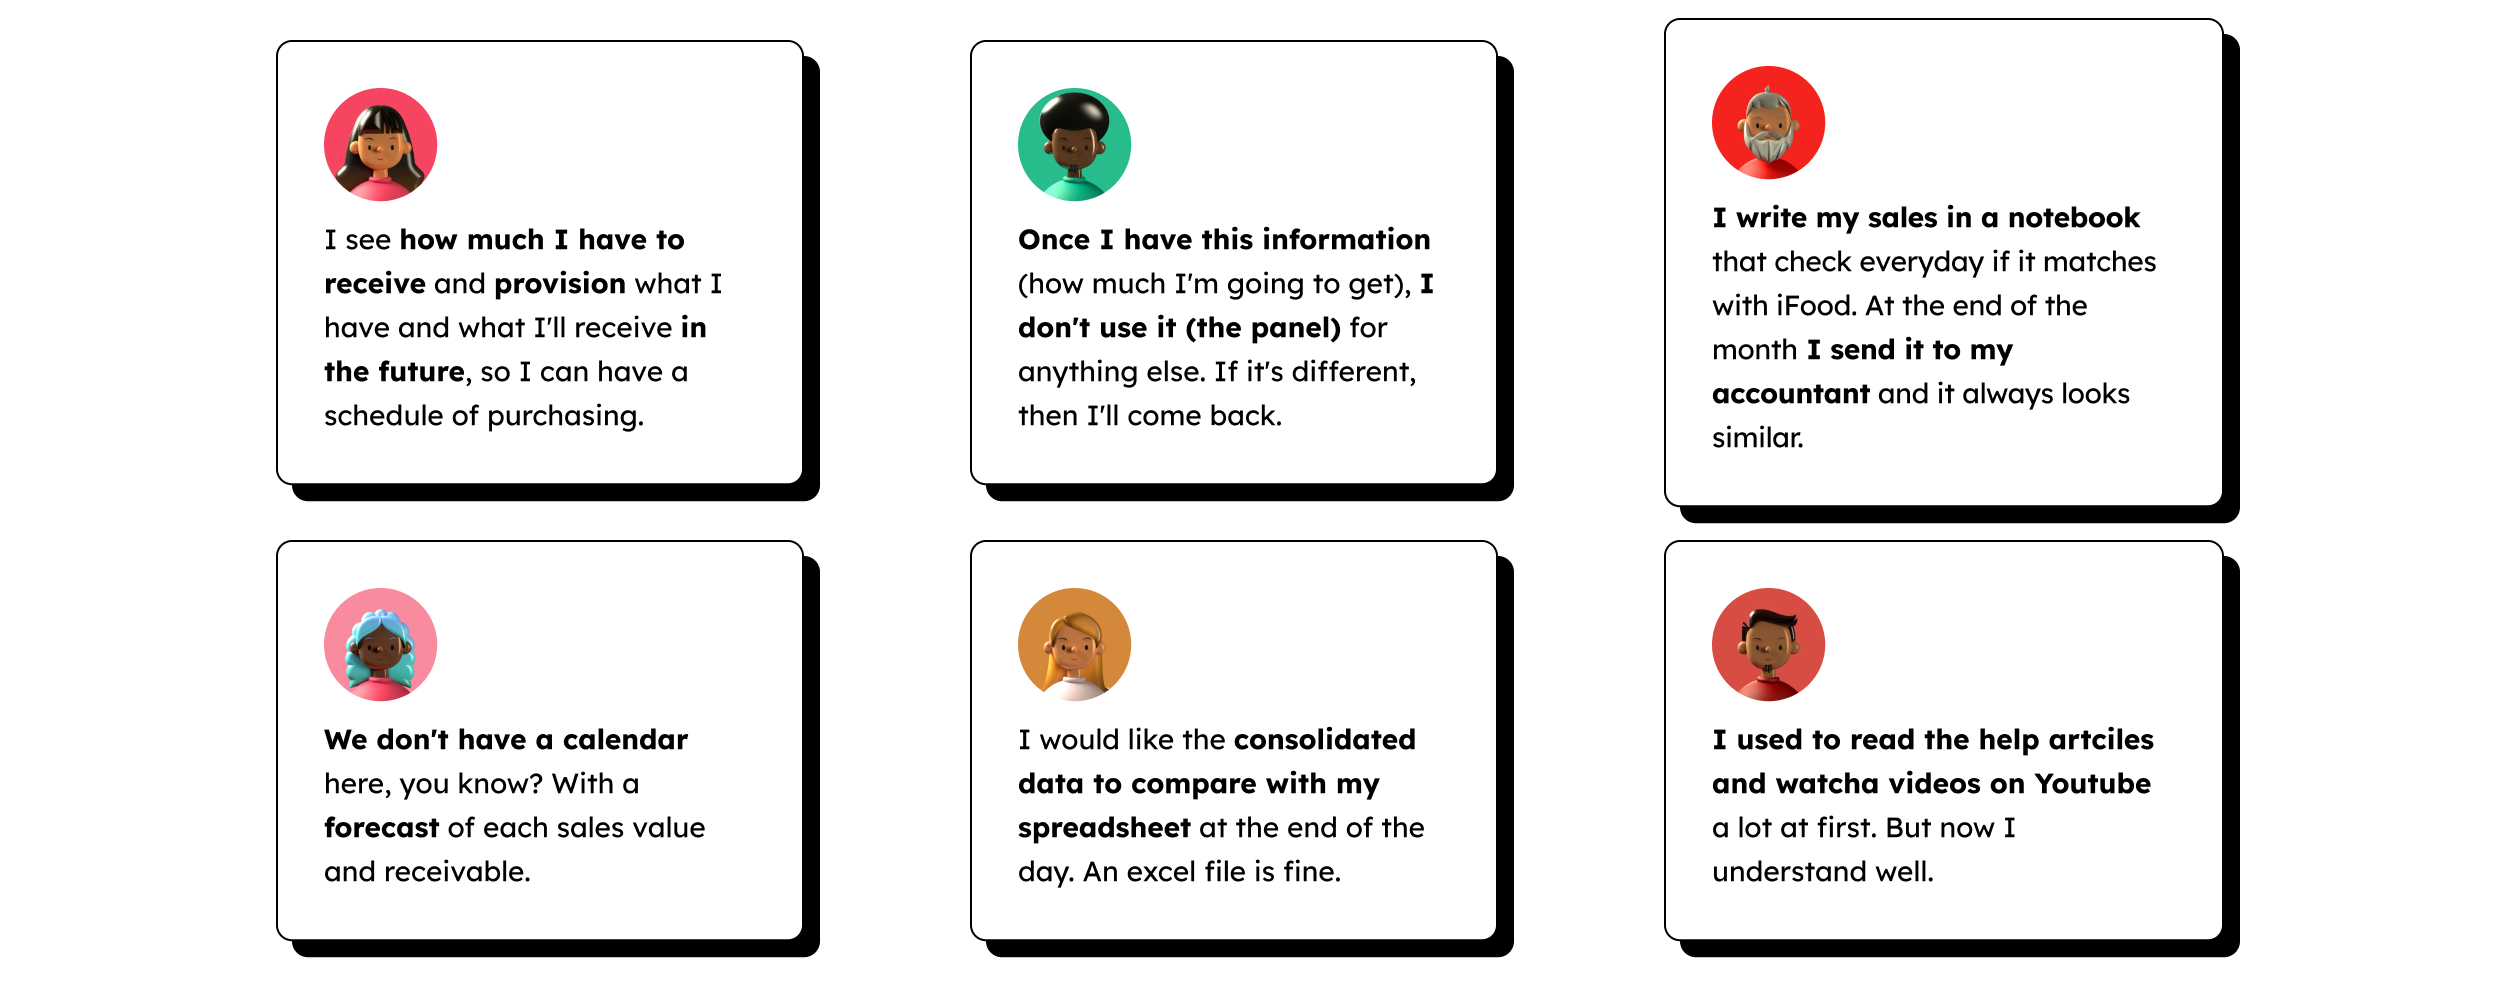 I see how much I have to
receive and provision what I
have and what I'll receive in
the future, so I can have a
schedule of purchasing.
Once I have this information
(how much I'm going to get), I
don't use it (the panel) for
anything else. If it's different,
then I'll come back.
I write my sales in a notebook
that check everyday if it matches
with iFood. At the end of the
month I send it to my
accountant and it always looks
similar.
We don't have a calendar
here, you know? With a
forecast of each sales value
and receivable.
I would like the consolidated
data to compare with my
spreadsheet at the end of the
day. An excel file is fine.
I used to read the help artciles
and watcha videos on Youtube
a lot at first. But now I
understand well.